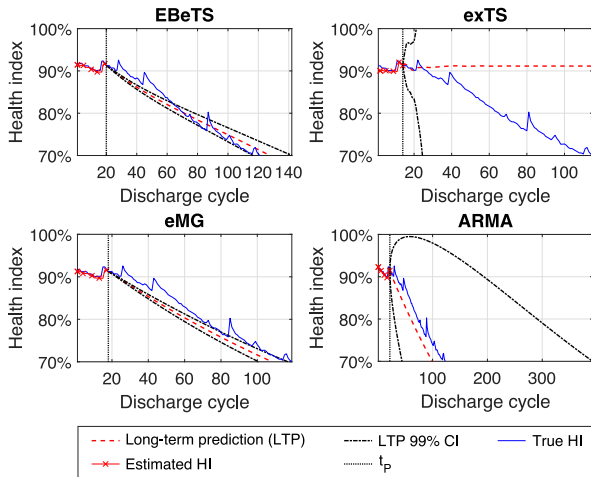 EBeTS
exTS
Health index
100%
90%
80%
70%
20 40 60 80 100 120 140
Discharge cycle
Health index
100%
90%
80%
70%
20 40 60 80 100
Discharge cycle
eMG
ARMA
Health index
100%
90%
80%
70%
20 40 60 80 100
Discharge cycle
Health index
100%
90%
80%
70%
100 200 300
Discharge cycle
Long-term prediction (LTP)
LTP 99% CI
True HI
Estimated HI
tP